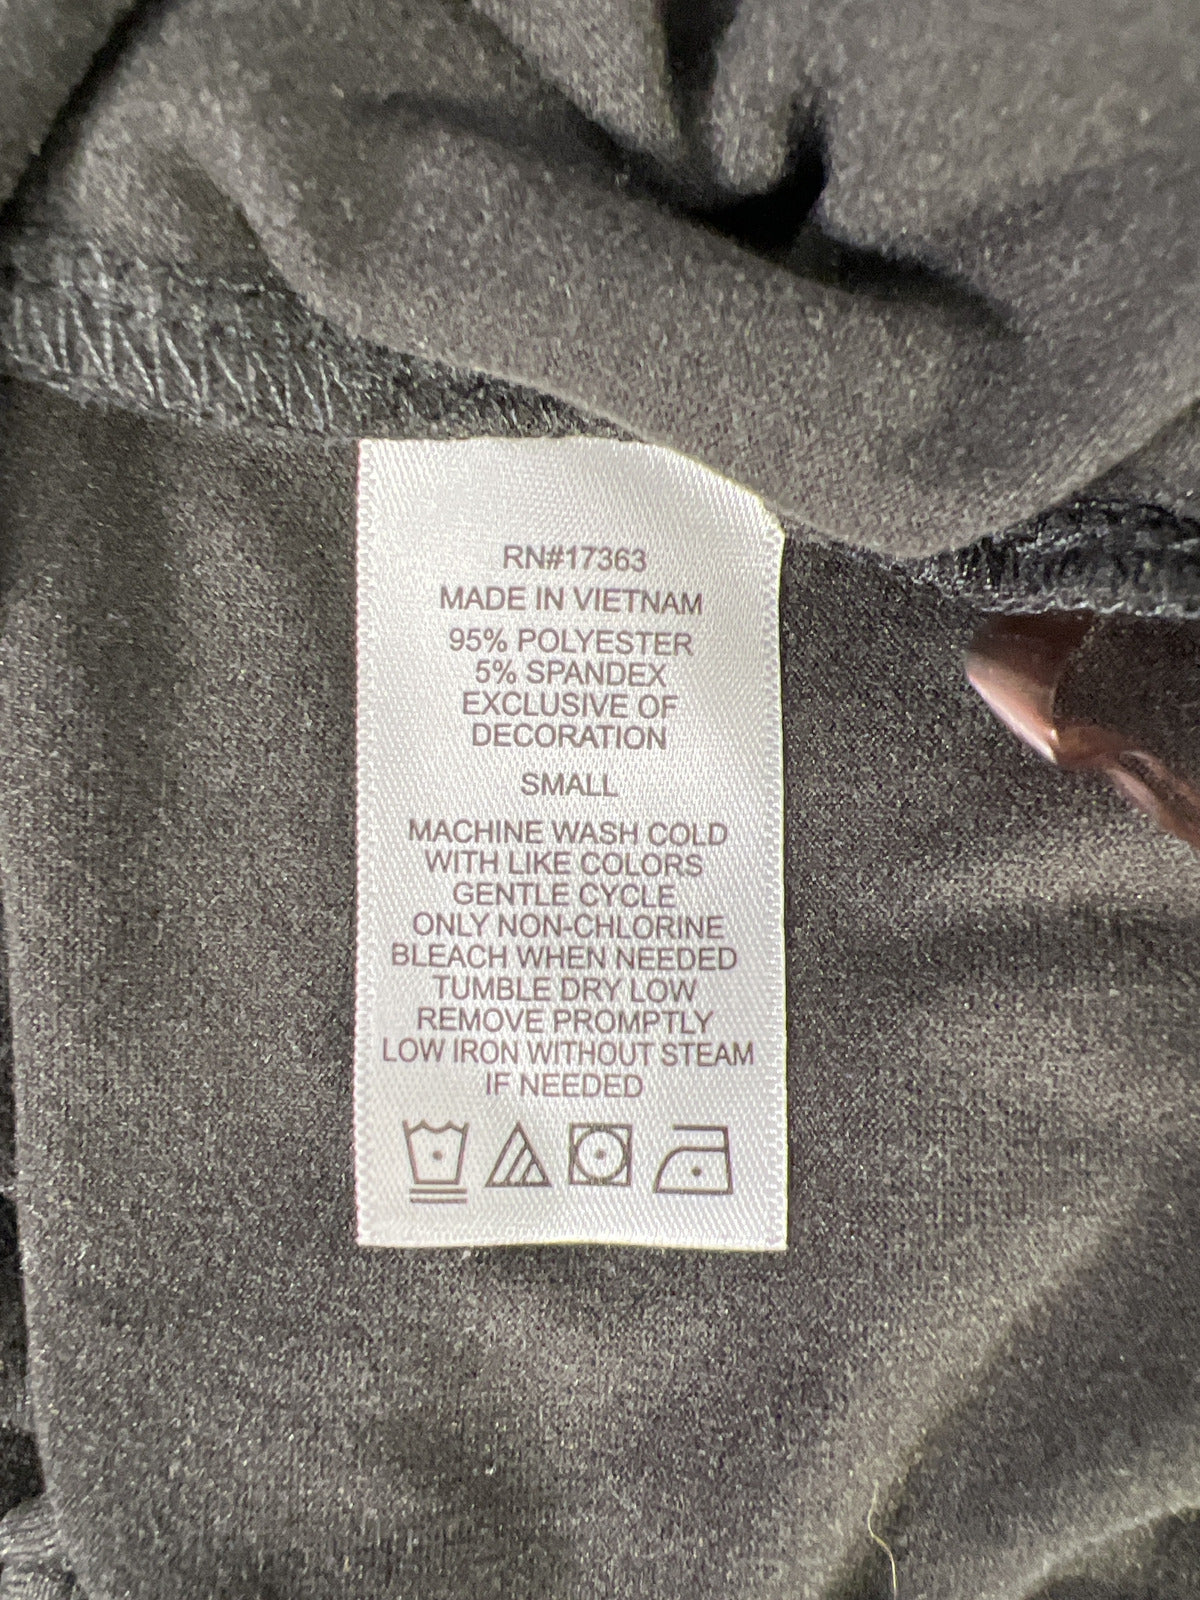 RN#17363
MADE IN VIETNAM
95% POLYESTER
5% SPANDEX
EXCLUSIVE OF
DECORATION
SMALL
MACHINE WASH COLD
WITH LIKE COLORS
GENTLE CYCLE
ONLY NON-CHLORINE
BLEACH WHEN NEEDED
TUMBLE DRY LOW
REMOVE PROMPTLY
LOW IRON WITHOUT STEAM
IF NEEDED